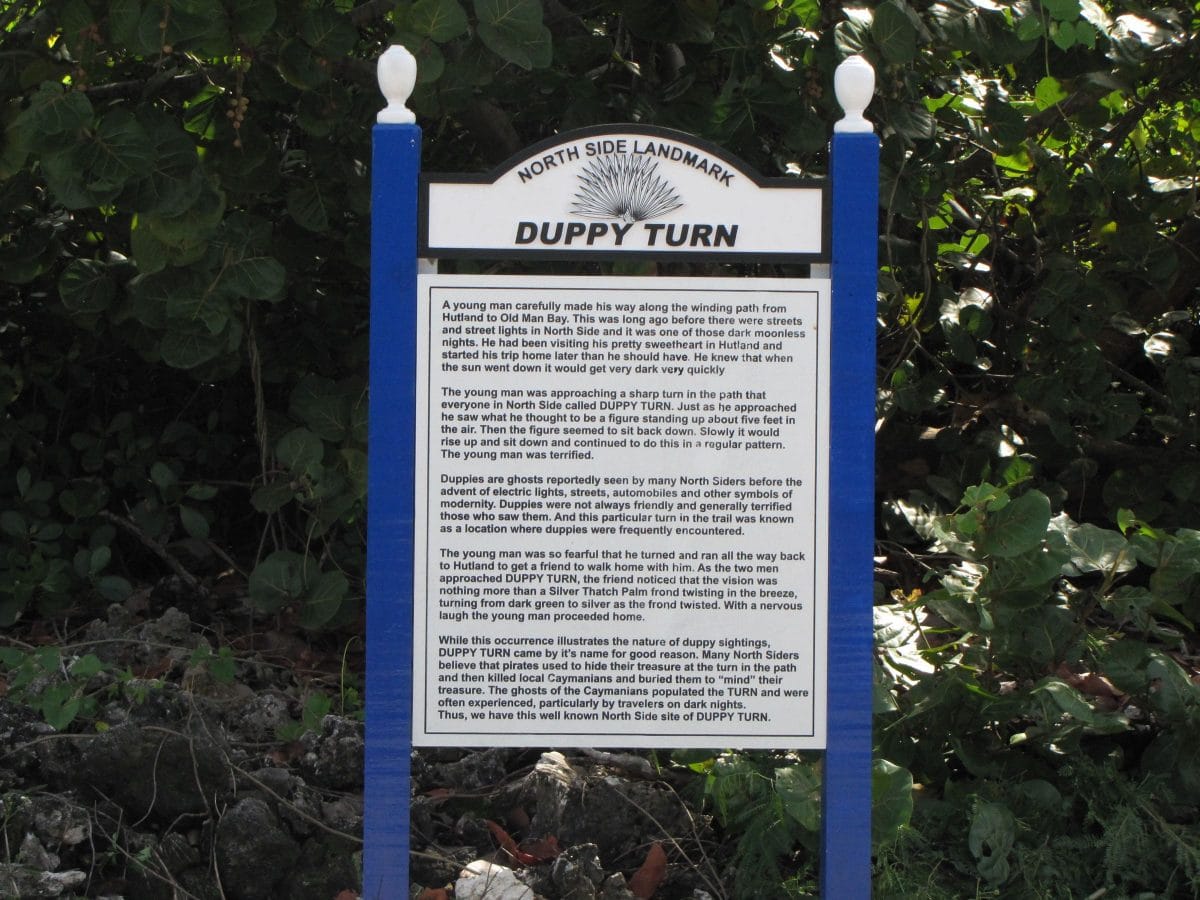 NORTH SIDE LANDMARK
DUPPY TURN
A young man carefully made his way along the winding path from
Hutland to Old Man Bay. This was long ago before there were streets
and street lights in North Side and it was one of those dark moonless
nights. He had been visiting his pretty sweetheart in Hutland and
started his trip home later than he should have. He knew that when
the sun went down it would get very dark very quickly
The young man was approaching a sharp turn in the path that
everyone in North Side called DUPPY TURN. Just as he approached
he saw what he thought to be a figure standing up about five feet in
the air. Then the figure seemed to sit back down. Slowly it would
rise up and sit down and continued to do this in a regular pattern.
The young man was terrified.
Duppies are ghosts reportedly seen by many North Siders before the
advent of electric lights, streets, automobiles and other symbols of
modernity. Duppies were not always friendly and generally terrified
those who saw them. And this particular turn in the trail was known
as a location where duppies were frequently encountered.
The young man was so fearful that he turned and ran all the way back
to Hutland to get a friend to walk home with him. As the two men
approached DUPPY TURN, the friend noticed that the vision was
nothing more than a Silver Thatch Palm frond twisting in the breeze,
turning from dark green to silver as the frond twisted. With a nervous
laugh the young man proceeded home.
While this occurrence illustrates the nature of duppy sightings,
DUPPY TURN came by it's name for good reason. Many North Siders
believe that pirates used to hide their treasure at the turn in the path
and then killed local Caymanians and buried them to “mind” their
treasure. The ghosts of the Caymanians populated the TURN and were
often experienced, particularly by travelers on dark nights.
Thus, we have this well known North Side site of DUPPY TURN.